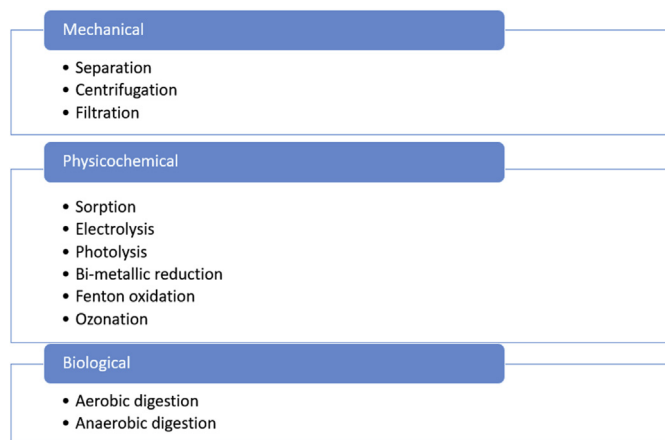 Mechanical
• Separation
• Centrifugation
• Filtration
Physicochemical
• Sorption
• Electrolysis
• Photolysis
• Bi-metallic reduction
• Fenton oxidation
• Ozonation
Biological
• Aerobic digestion
• Anaerobic digestion